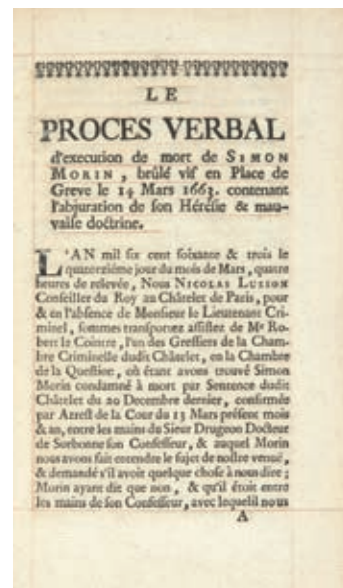 LE
PROCES VERBAL
d'execution de mort de SIMON
MORIN, brûlé vif en Place de
Greve le 14 Mars 1663. contenant
l'abjuration de son Hérésie & mau-
vaise doctrine.
L'AN mil six cent soixante & trois le
quatorziéme jour du mois de Mars, quatre
heures de relevée, Nous NICOLAS LUSSON
Conseiller du Roy au Châtelet de Paris, pour
& en l'absence de Monsieur le Lieutenant Cri-
minel, sommes transportez assistez de Me Ro-
bert le Cointre, l'un des Greffiers de la Cham-
bre Criminelle dudit Châtelet, en la Chambre
de la Question, où étant avons trouvé Simon
Morin condamné à mort par Sentence dudit
Châtelet du 20 Decembre dernier, confirmée
par Arrest de la Cour du 13 Mars présent mois
& an, entre les mains du Sieur Drugeon Docteur
de Sorbonne son Confesseur, & auquel Morin
nous avons fait entendre le sujet de nostre venuë,
& demandé s'il avoit quelque chose à nous dire;
Morin ayant dit que non, & qu'il étoit entre
les mains de son Confesseur, avec lequel il nous
A